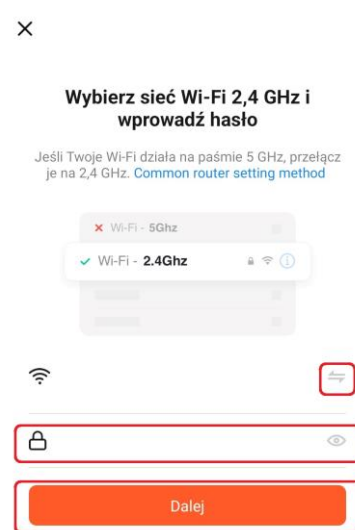 Wybierz sieć Wi-Fi 2,4 GHz i
wprowadź hasło
Jeśli Twoje Wi-Fi działa na paśmie 5 GHz, przełącz
je na 2,4 GHz. Common router setting method
Wi-Fi - 5Ghz
Wi-Fi - 2.4Ghz
Dalej